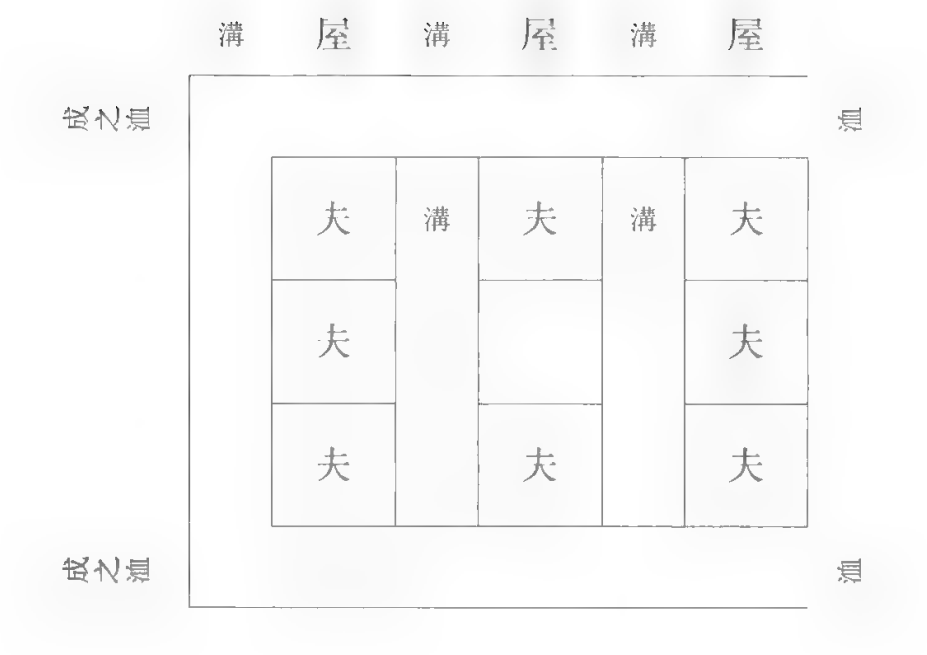 溝 屋 溝 屋 溝 屋
成之洫 洫
夫 溝 夫 溝 夫
夫 夫
夫 夫 夫
成之洫 洫